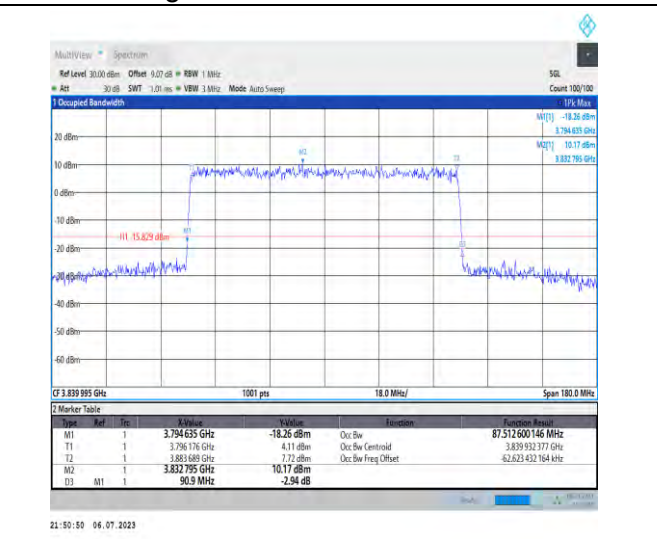 MultiView Spectrum
Ref Level 30.00 dBm Offset 9.07 dB RBW 1 MHz SGL
Att 30 dB SWT 1.01 ms VBW 3 MHz Mode Auto Sweep Count 100/100
1 Occupied Bandwidth 1Pk Max
M1[1] -18.26 dBm
3.794 635 GHz
20 dBm M2[1] 10.17 dBm
3.832 795 GHz
M2
10 dBm
0 dBm
-10 dBm
H1 -15.829 dBm
-20 dBm
-30 dBm
-40 dBm
-50 dBm
-60 dBm
CF 3.839 995 GHz 1001 pts 18.0 MHz/ Span 180.0 MHz
2 Marker Table
Type Ref Trc X-Value Y-Value Function Function Result
M1 1 3.794 635 GHz -18.26 dBm Occ Bw 87.512 600 146 MHz
T1 1 3.796 176 GHz 4.11 dBm Occ Bw Centroid 3.839 932 377 GHz
T2 1 3.883 689 GHz 7.72 dBm Occ Bw Freq Offset -62.623 432 164 kHz
M2 1 3.832 795 GHz 10.17 dBm
D3 M1 1 90.9 MHz -2.94 dB
21:50:50 06.07.2023